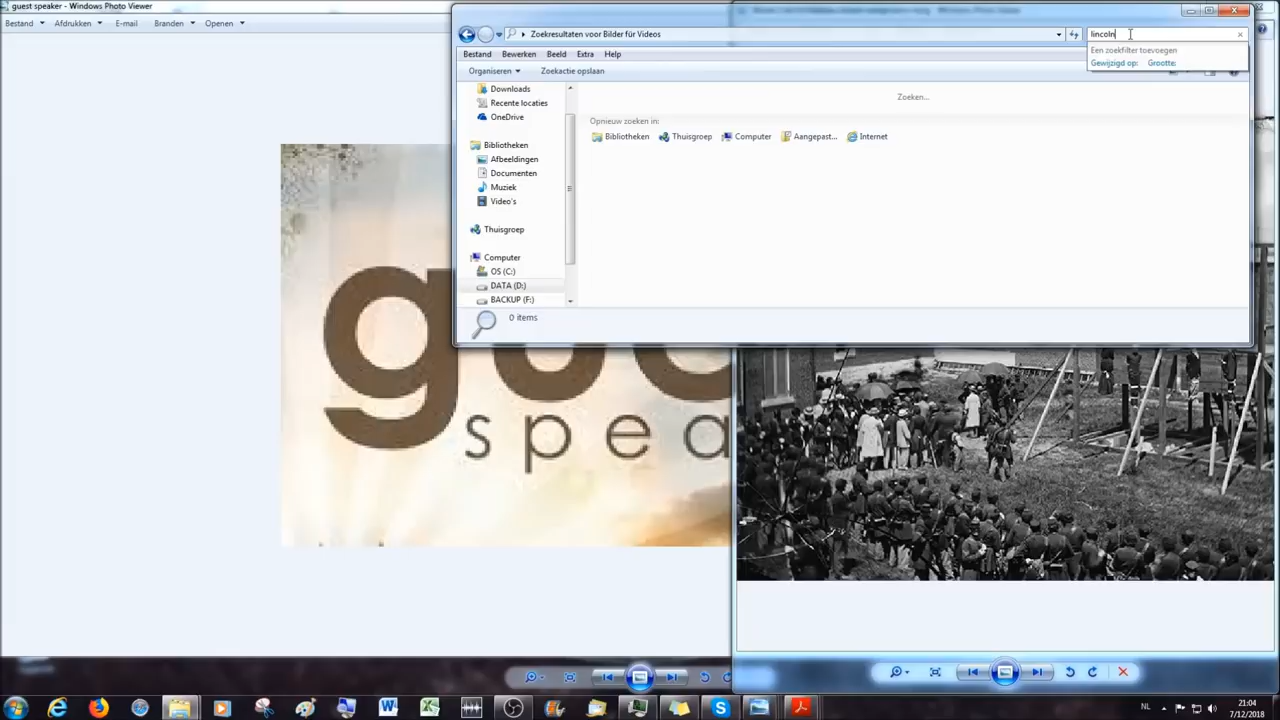 guest speaker - Windows Photo Viewer
Bestand Afdrukken E-mail Branden Openen
Zoekresultaten voor Bilder für Videos
lincoln
Een zoekfilter toevoegen
Gewijzigd op: Grootte:
Bestand Bewerken Beeld Extra Help
Organiseren Zoekactie opslaan
Downloads
Recente locaties
OneDrive
Bibliotheken
Afbeeldingen
Documenten
Muziek
Video's
Thuisgroep
Computer
OS (C:)
DATA (D:)
BACKUP (F:)
Zoeken...
Opnieuw zoeken in:
Bibliotheken Thuisgroep Computer Aangepast... Internet
0 items
spea
NL
21:04
7/12/2018